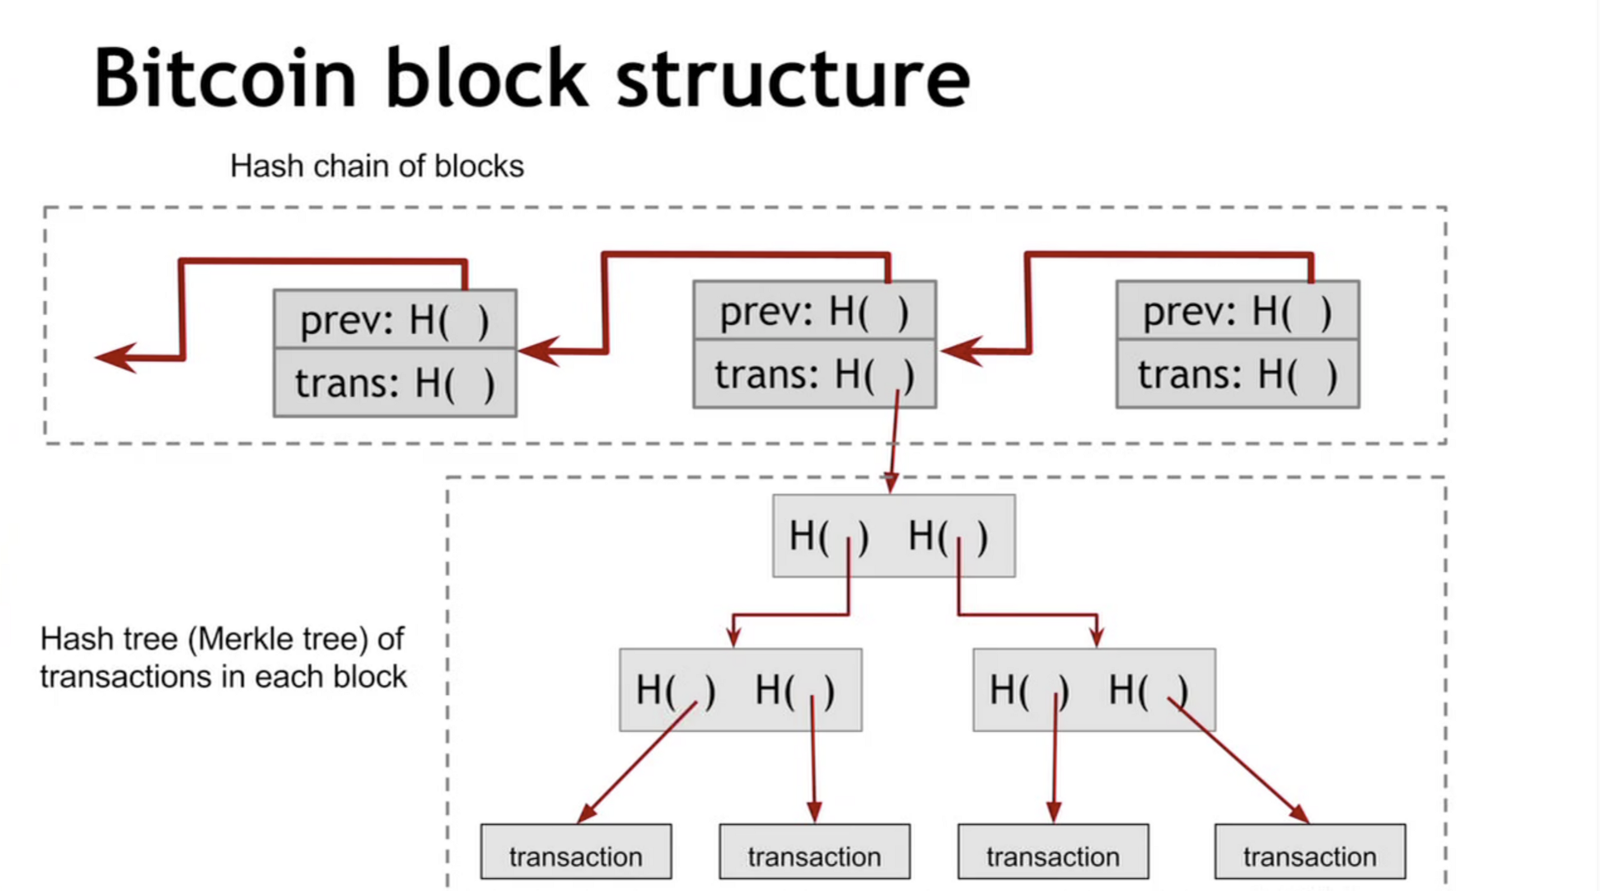 Bitcoin block structure
Hash chain of blocks
prev: H( )
trans: H( )
prev: H( )
trans: H( )
prev: H( )
trans: H( )
Hash tree (Merkle tree) of
transactions in each block
H( ) H( )
H( ) H( )
H( ) H( )
transaction
transaction
transaction
transaction